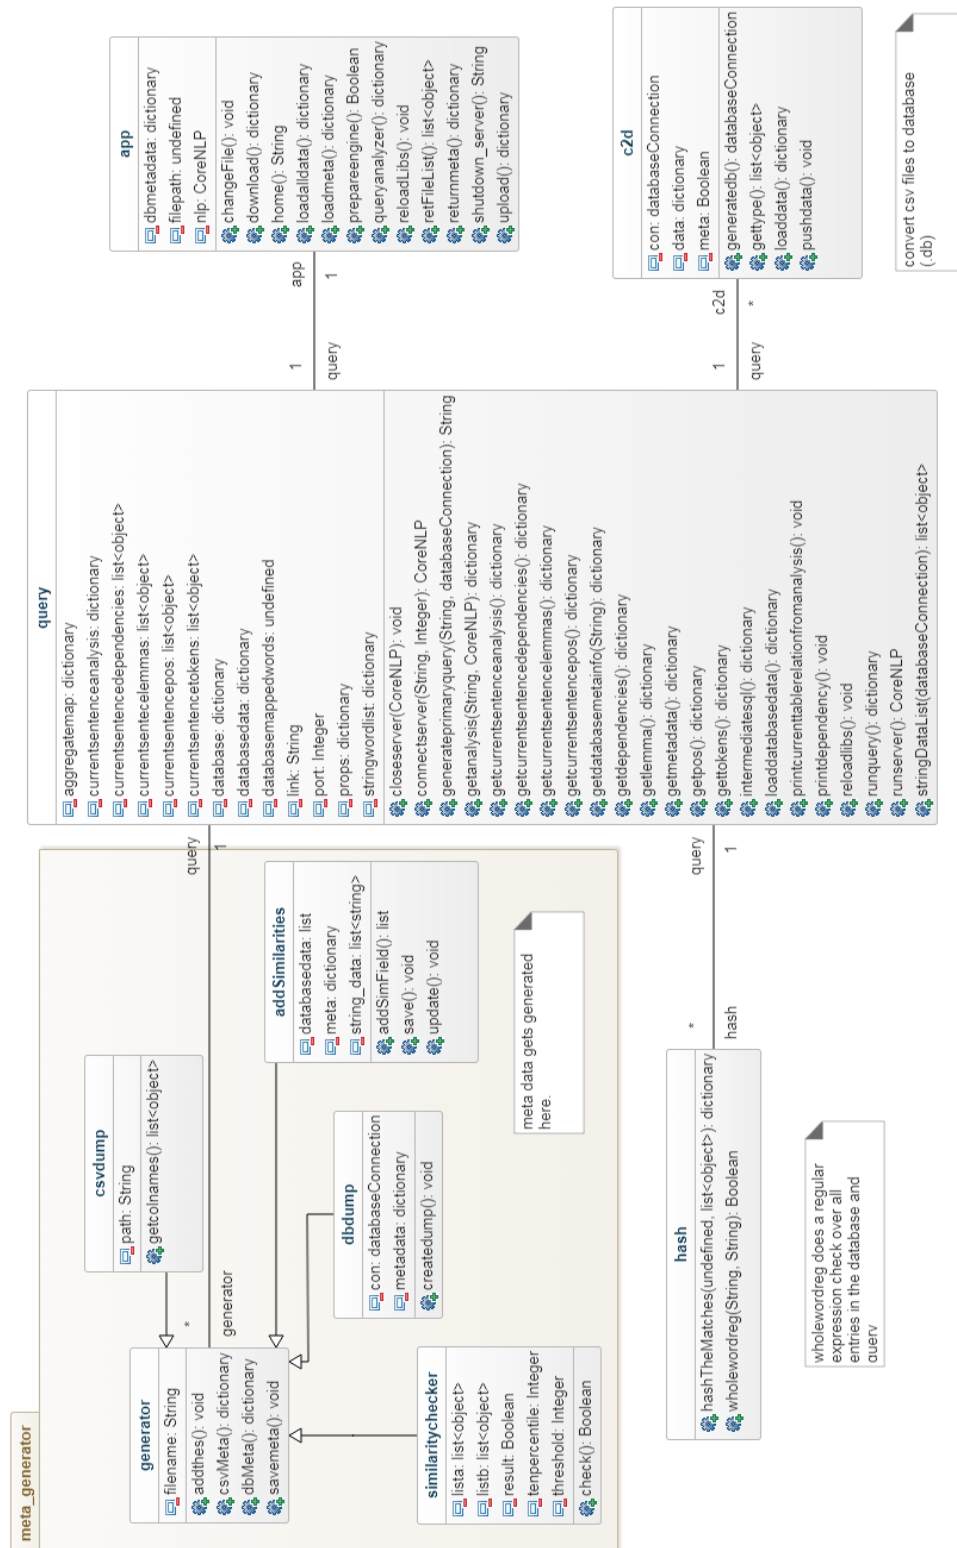 meta_generator
generator
filename: String
addthes(): void
csvMeta(): dictionary
dbMeta(): dictionary
savemeta(): void
similaritychecker
lista: list<object>
listb: list<object>
result: Boolean
tenpercentile: Integer
threshold: Integer
check(): Boolean
csvdump
path: String
getcolnames(): list<object>
dbdump
con: databaseConnection
metadata: dictionary
createdump(): void
addSimilarities
databasedata: list
meta: dictionary
string_data: list<string>
addSimField(): list
save(): void
update(): void
meta data gets generated
here.
*
generator
query
1
query
aggregatemap: dictionary
currentsentenceanalysis: dictionary
currentsentencedependencies: list<object>
currentsentecelemmas: list<object>
currentsentencepos: list<object>
currentsentencetokens: list<object>
database: dictionary
databasedata: dictionary
databasemappedwords: undefined
link: String
port: Integer
props: dictionary
stringwordlist: dictionary
closeserver(CoreNLP): void
connectserver(String, Integer): CoreNLP
generateprimaryquery(String, databaseConnection): String
getanalysis(String, CoreNLP): dictionary
getcurrentsentenceanalysis(): dictionary
getcurrentsentencedependencies(): dictionary
getcurrentsentencelemmas(): dictionary
getcurrentsentencepos(): dictionary
getdatabasemetainfo(String): dictionary
getdependencies(): dictionary
getlemma(): dictionary
getmetadata(): dictionary
getpos(): dictionary
gettokens(): dictionary
intermediatesql(): dictionary
loaddatabasedata(): dictionary
printcurrenttablerelationfromanalysis(): void
printdependency(): void
reloadlibs(): void
runquery(): dictionary
runserver(): CoreNLP
stringDataList(databaseConnection): list<object>
hash
hashTheMatches(undefined, list<object>): dictionary
wholewordreg(String, String): Boolean
*
hash
query
1
wholewordreg does a regular
expression check over all
entries in the database and
query
1
query
app
1
app
dbmetadata: dictionary
filepath: undefined
nlp: CoreNLP
changeFile(): void
download(): dictionary
home(): String
loadalldata(): dictionary
loadmeta(): dictionary
prepareengine(): Boolean
queryanalyzer(): dictionary
reloadLibs(): void
retFileList(): list<object>
returnmeta(): dictionary
shutdown_server(): String
upload(): dictionary
1
query
c2d
*
c2d
con: databaseConnection
data: dictionary
meta: Boolean
generatedb(): databaseConnection
gettype(): list<object>
loaddata(): dictionary
pushdata(): void
convert csv files to database
(.db)